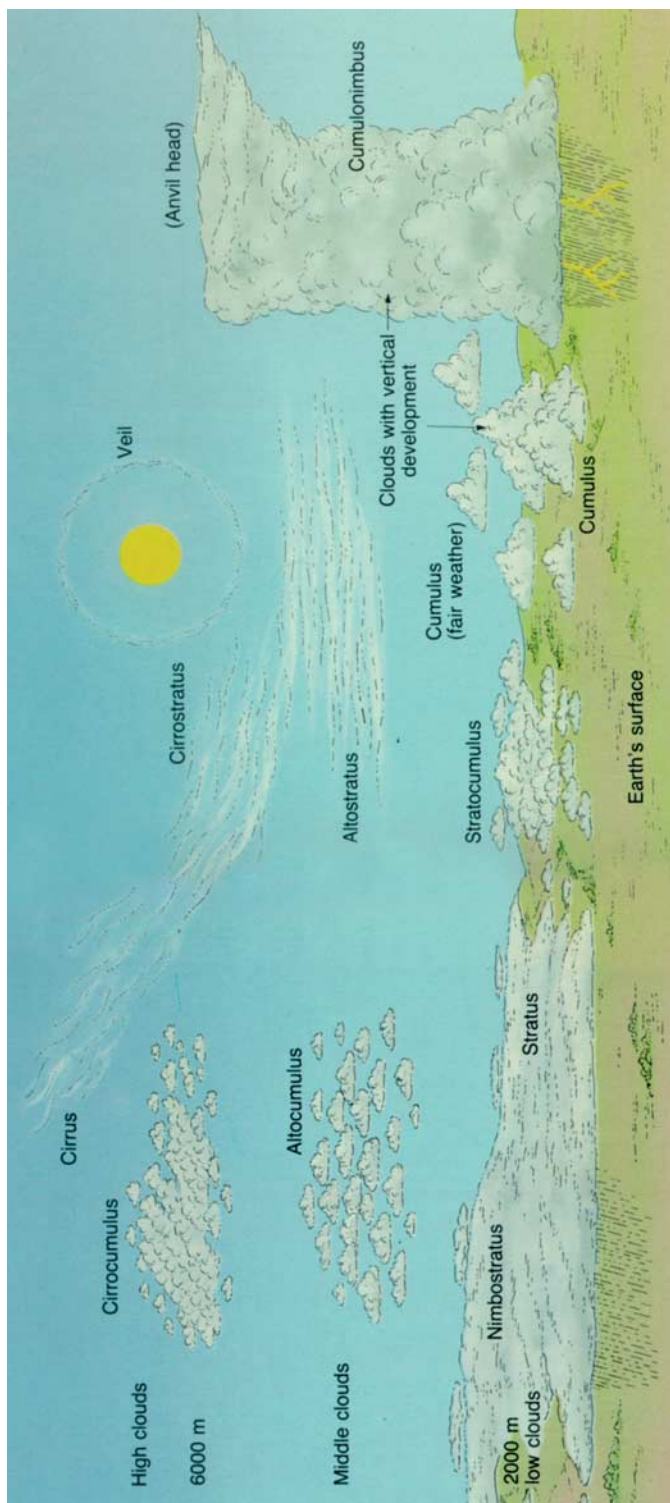 High clouds
6000 m
Cirrocumulus
Cirrus
Cirrostratus
Veil
(Anvil head)
Middle clouds
Altocumulus
Altostratus
Clouds with vertical
development
Cumulonimbus
2000 m
low clouds
Nimbostratus
Stratus
Stratocumulus
Cumulus
(fair weather)
Cumulus
Earth's surface